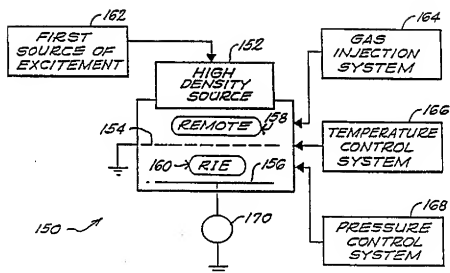 162
FIRST
SOURCE OF
EXCITEMENT
152
HIGH
DENSITY
SOURCE
164
GAS
INJECTION
SYSTEM
154
REMOTE
158
166
TEMPERATURE
CONTROL
SYSTEM
160
RIE
156
150
170
168
PRESSURE
CONTROL
SYSTEM